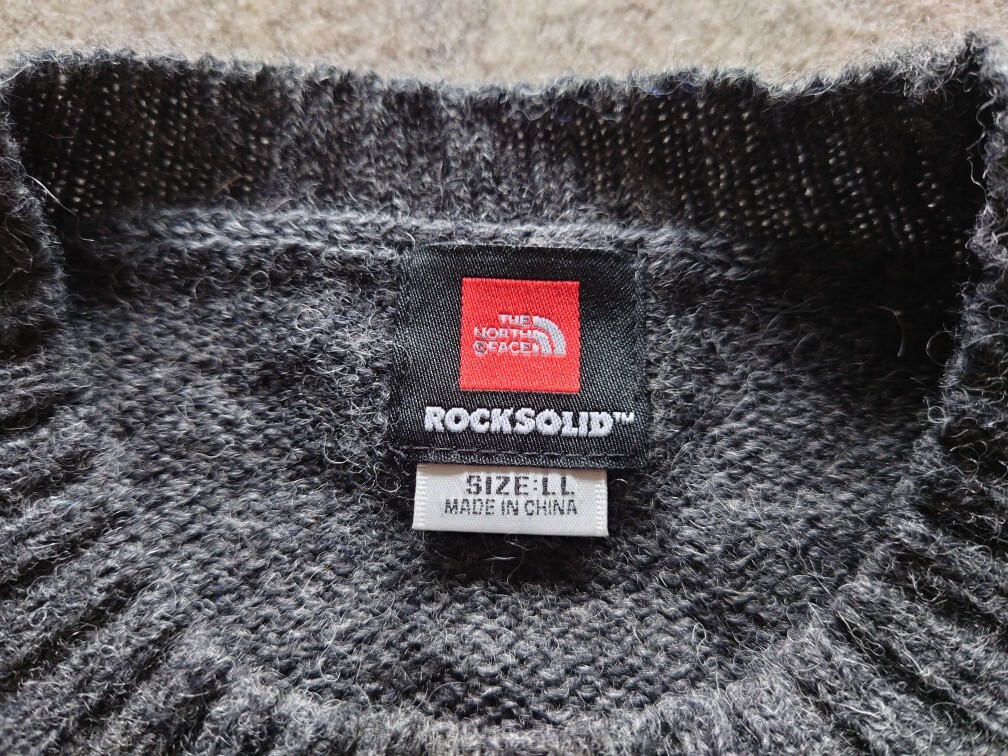 THE
NORTH
©FACE
ROCKSOLID™
SIZE:LL
MADE IN CHINA